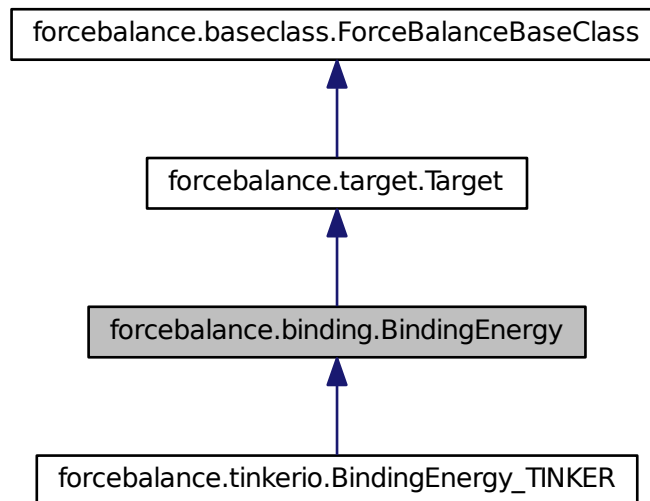 forcebalance.baseclass.ForceBalanceBaseClass
forcebalance.target.Target
forcebalance.binding.BindingEnergy
forcebalance.tinkerio.BindingEnergy_TINKER